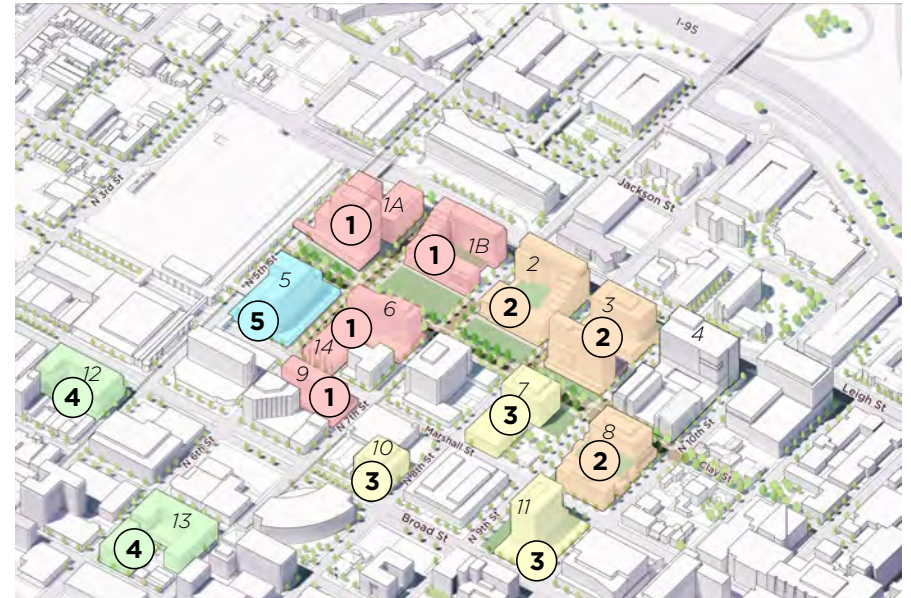 I-95
N 3rd St
Jackson St
1A
1
1B
1
N 5th St
2
5
3
6
2
5
4
1
2
14
9
12
7
Leigh St
4
1
N 7th St
3
8
N 10th St
Marshall St
10
2
N 6th St
N 8th St
Clay St
3
11
13
Broad St
N 9th St
4
3